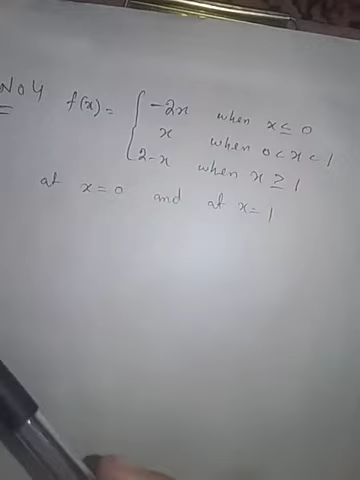 No 4 f(x) = { -2x when x ≤ 0
x when 0 < x < 1
2-x when x ≥ 1
at x=0 and at x=1